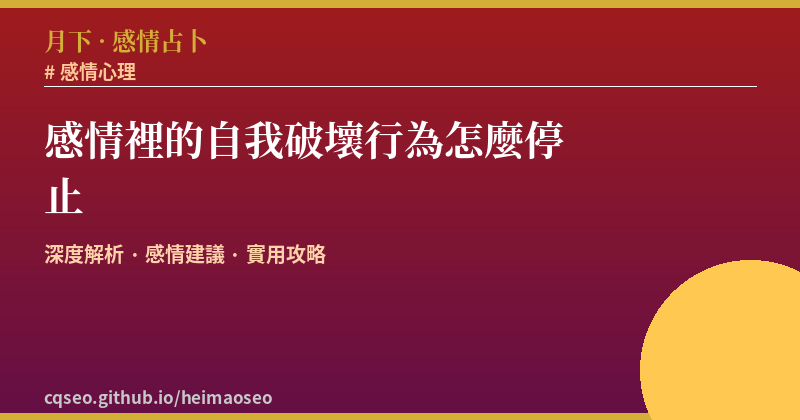 月下·感情占卜
# 感情心理
感情裡的自我破壞行為怎麼停
止
深度解析 · 感情建議 · 實用攻略
cqseo.github.io/heimaoseo